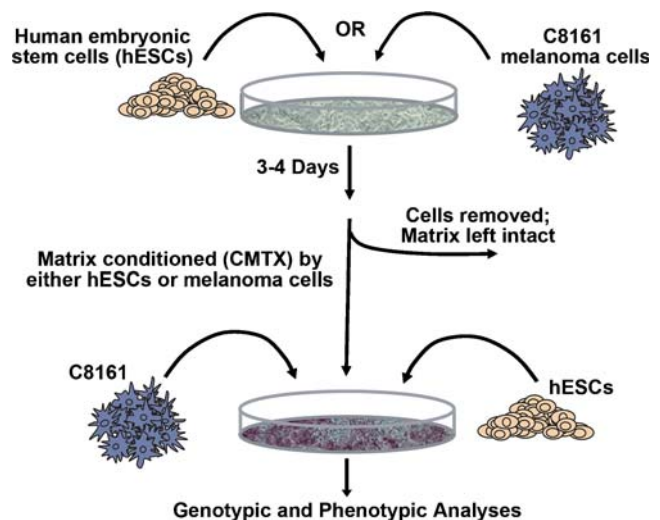 Human embryonic
stem cells (hESCs)
OR
C8161
melanoma cells
3-4 Days
Cells removed;
Matrix left intact
Matrix conditioned (CMTX) by
either hESCs or melanoma cells
C8161
hESCs
Genotypic and Phenotypic Analyses